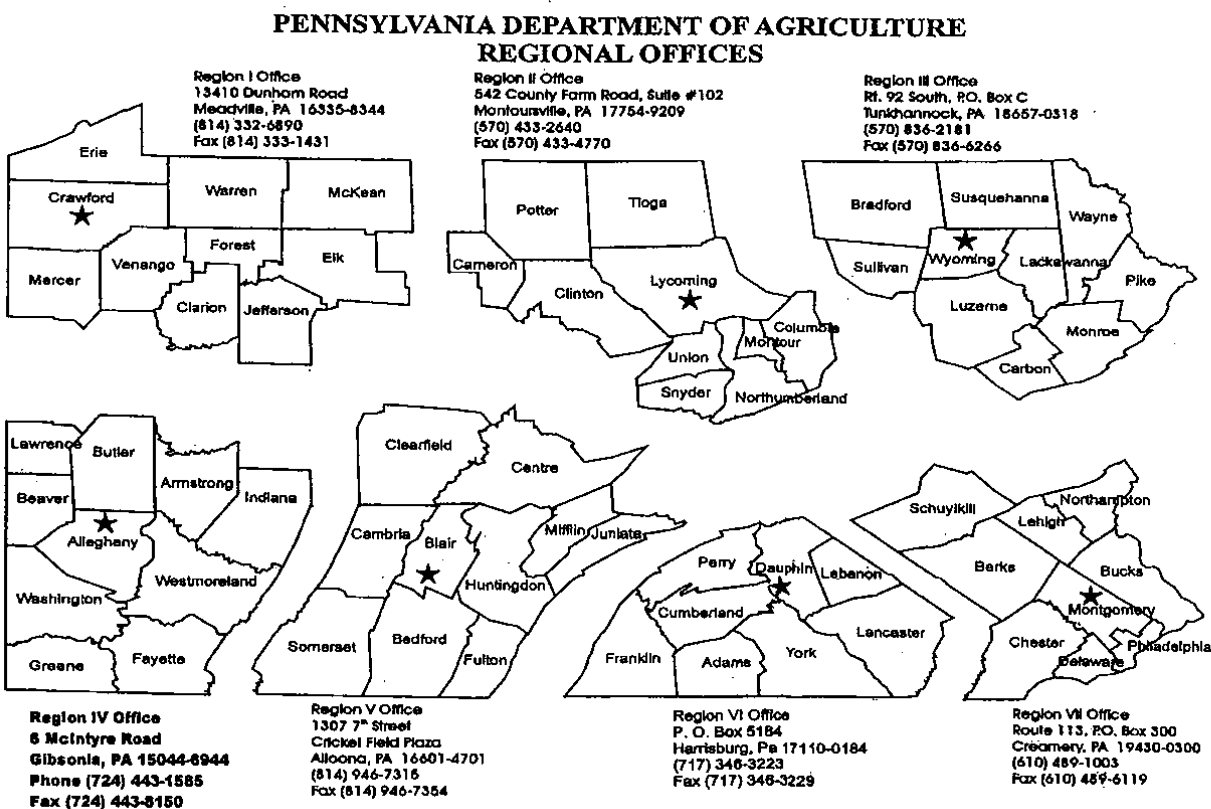 PENNSYLVANIA DEPARTMENT OF AGRICULTURE
REGIONAL OFFICES
Region I Office
13410 Dunham Road
Meadville, PA 16335-8344
(814) 332-6890
Fax (814) 333-1431
Region II Office
542 County Farm Road, Suite #102
Montoursville, PA 17754-9209
(570) 433-2640
Fax (570) 433-4770
Region III Office
Rt. 92 South, P.O. Box C
Tunkhannock, PA 18657-0318
(570) 836-2181
Fax (570) 836-6266
Erie
Crawford
Warren
McKean
Mercer
Venango
Forest
Elk
Clarion
Jefferson
Potter
Tioga
Cameron
Clinton
Lycoming
Union
Montour
Columbia
Snyder
Northumberland
Bradford
Susquehanna
Wayne
Sullivan
Wyoming
Lackawanna
Pike
Luzerne
Monroe
Carbon
Lawrence
Butler
Armstrong
Beaver
Indiana
Allegheny
Westmoreland
Washington
Greene
Fayette
Clearfield
Centre
Cambria
Blair
Mifflin
Juniata
Huntingdon
Somerset
Bedford
Fulton
Perry
Dauphin
Lebanon
Cumberland
Lancaster
Franklin
Adams
York
Schuylkill
Northampton
Lehigh
Berks
Bucks
Montgomery
Chester
Delaware
Philadelphia
Region IV Office
6 McIntyre Road
Gibsonia, PA 15044-6944
Phone (724) 443-1585
Fax (724) 443-8150
Region V Office
1307 7th Street
Cricket Field Plaza
Altoona, PA 16601-4701
(814) 946-7315
Fax (814) 946-7354
Region VI Office
P. O. Box 5184
Harrisburg, Pa 17110-0184
(717) 346-3223
Fax (717) 346-3229
Region VII Office
Route 113, P.O. Box 300
Creamery, PA 19430-0300
(610) 489-1003
Fax (610) 489-6119